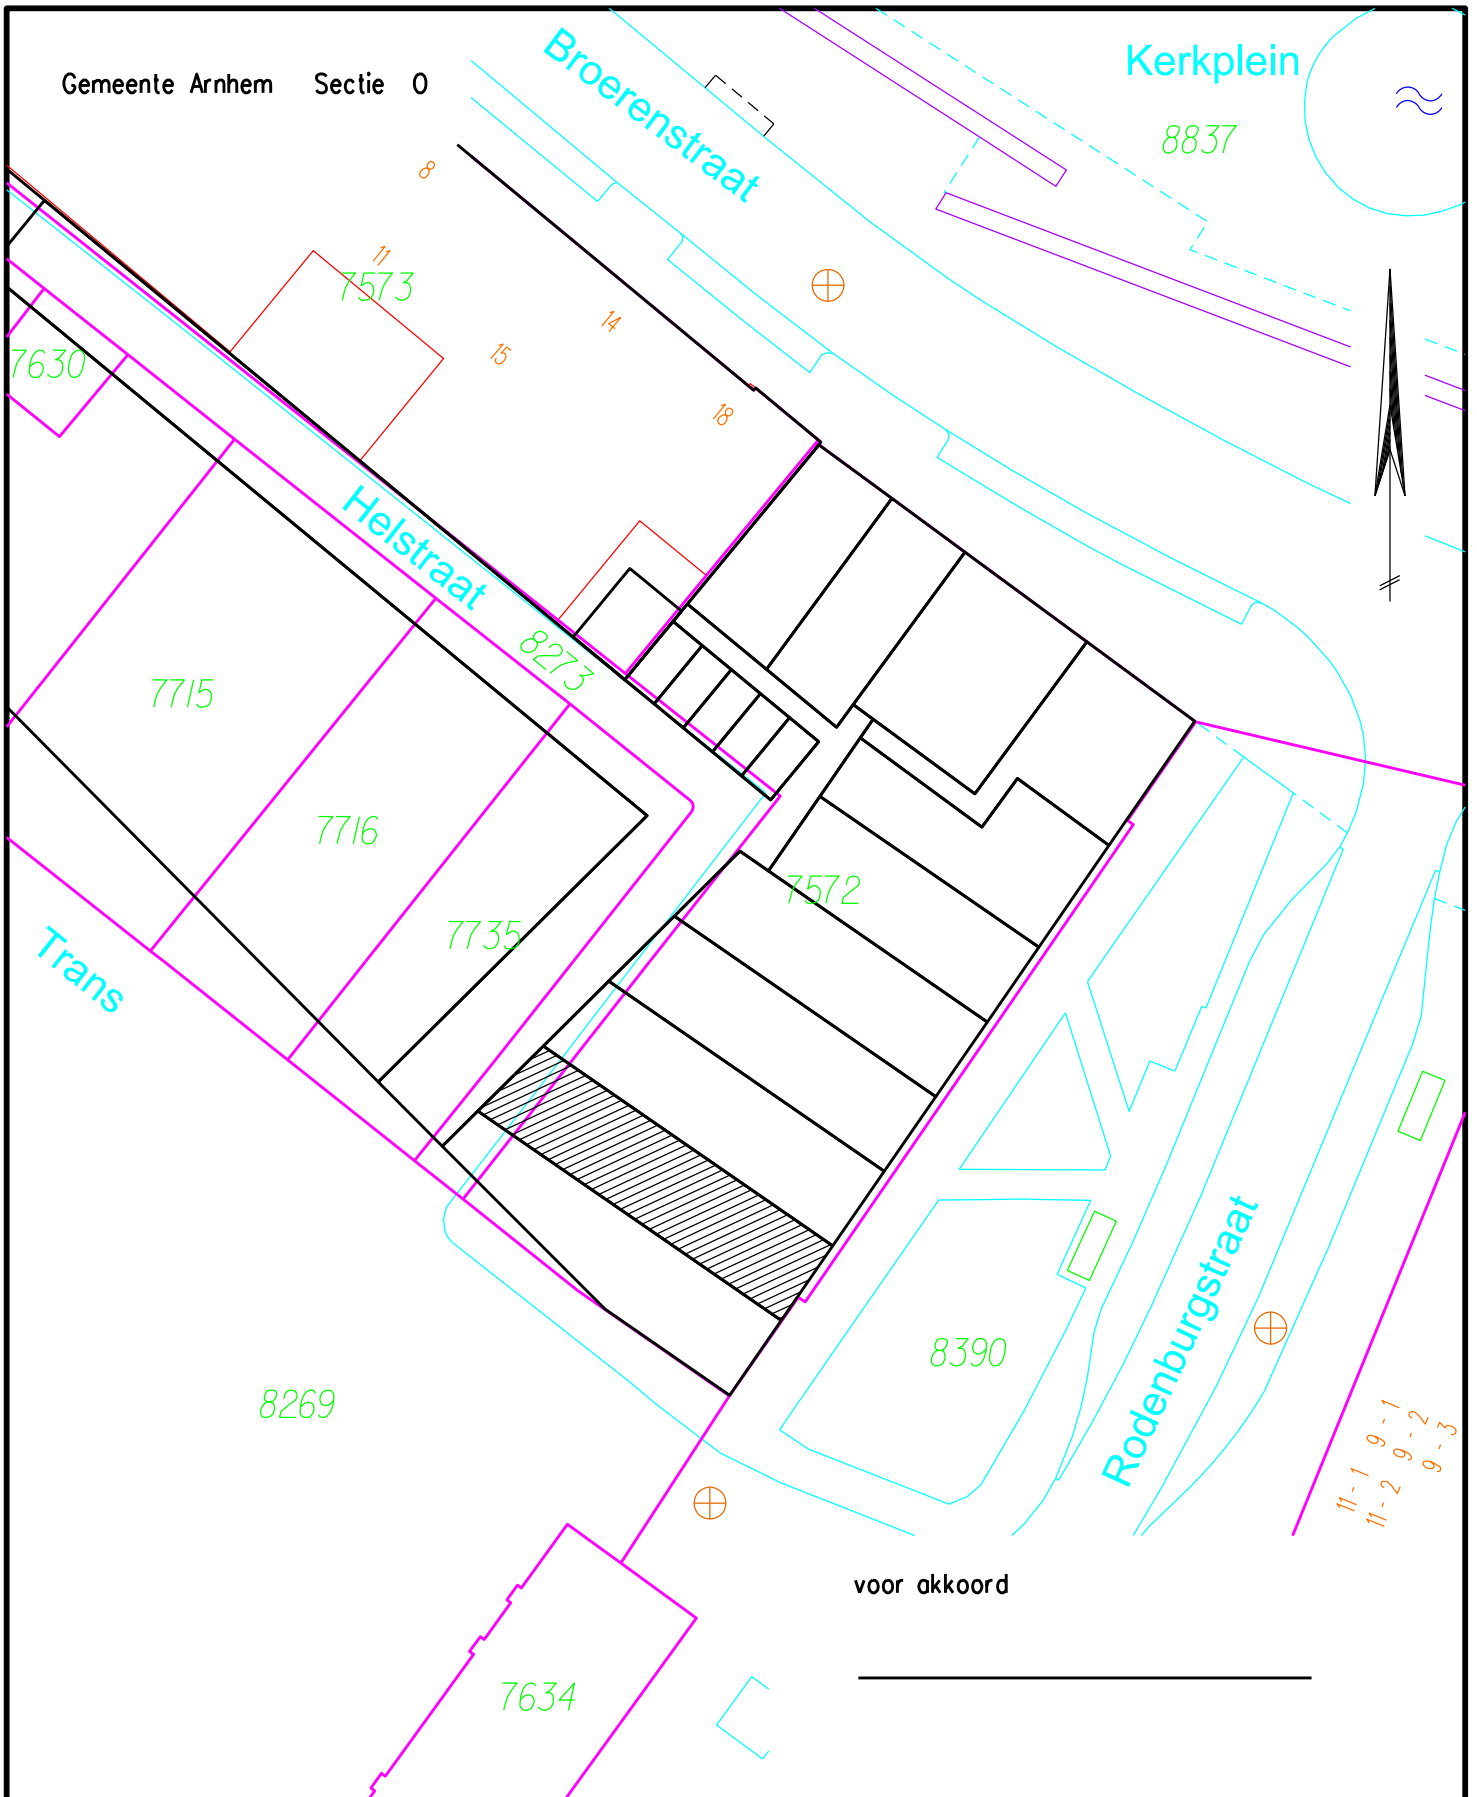 Gemeente Arnhem Sectie O
Broerenstraat
Kerkplein
8837
8
11
7573
14
15
18
7630
Helstraat
8273
7715
7716
7735
7572
Trans
8269
8390
Rodenburgstraat
11-1 9-1
11-2 9-2
9-3
voor akkoord
7634